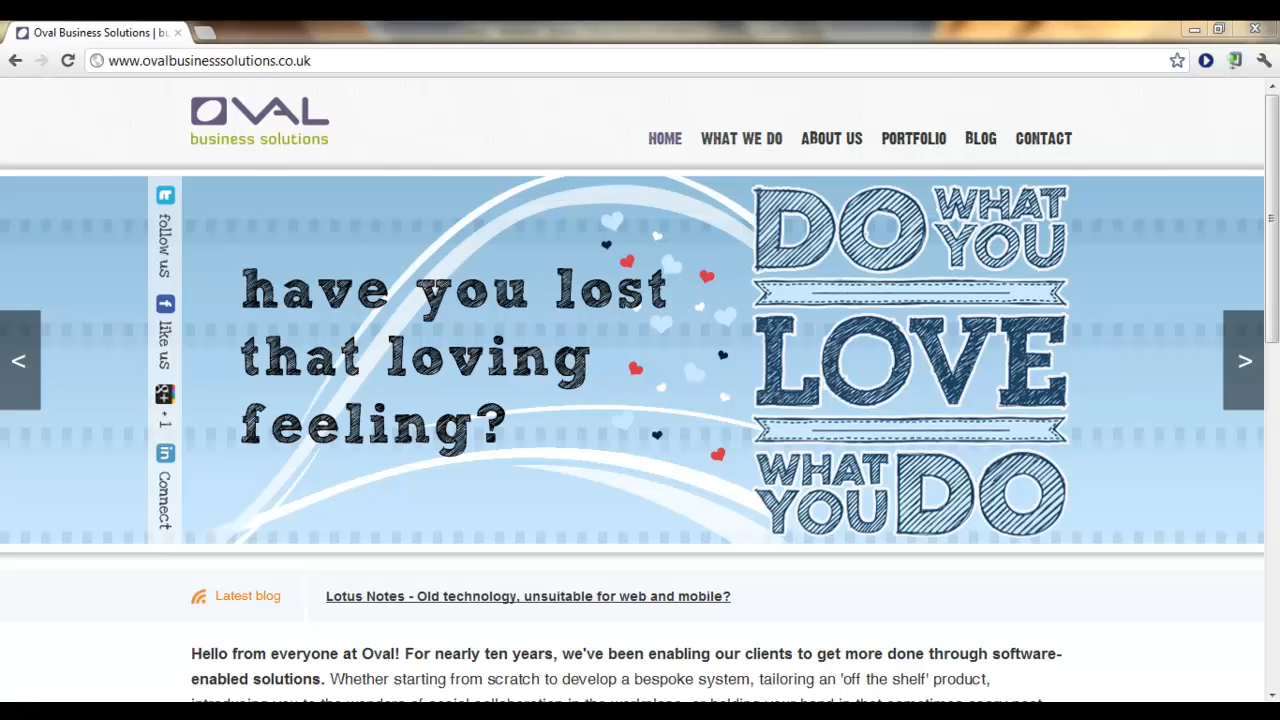 Oval Business Solutions | bu
www.ovalbusinesssolutions.co.uk
OVAL
business solutions
HOME WHAT WE DO ABOUT US PORTFOLIO BLOG CONTACT
follow us
like us
+1
Connect
<
have you lost
that loving
feeling?
DO WHAT
YOU
LOVE
WHAT
YOU DO
>
Latest blog
Lotus Notes - Old technology, unsuitable for web and mobile?
Hello from everyone at Oval! For nearly ten years, we've been enabling our clients to get more done through software-
enabled solutions. Whether starting from scratch to develop a bespoke system, tailoring an 'off the shelf' product,